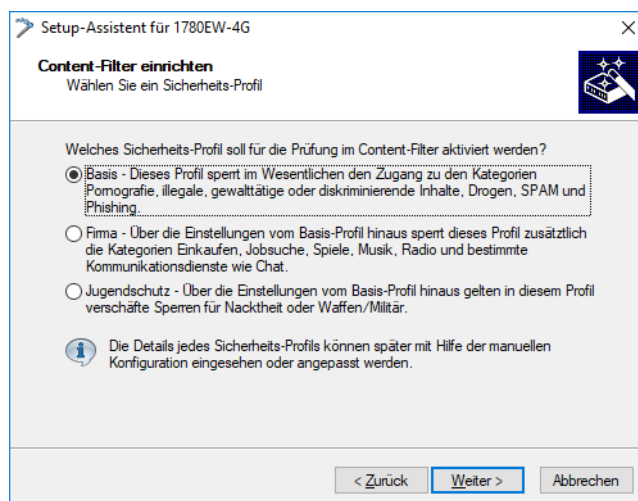 Setup-Assistent für 1780EW-4G
Content-Filter einrichten
Wählen Sie ein Sicherheits-Profil
Welches Sicherheits-Profil soll für die Prüfung im Content-Filter aktiviert werden?
Basis - Dieses Profil sperrt im Wesentlichen den Zugang zu den Kategorien
Pornografie, illegale, gewalttätige oder diskriminierende Inhalte, Drogen, SPAM und
Phishing.
Firma - Über die Einstellungen vom Basis-Profil hinaus sperrt dieses Profil zusätzlich
die Kategorien Einkaufen, Jobsuche, Spiele, Musik, Radio und bestimmte
Kommunikationsdienste wie Chat.
Jugendschutz - Über die Einstellungen vom Basis-Profil hinaus gelten in diesem Profil
verschäfte Sperren für Nacktheit oder Waffen/Militär.
Die Details jedes Sicherheits-Profils können später mit Hilfe der manuellen
Konfiguration eingesehen oder angepasst werden.
< Zurück
Weiter >
Abbrechen